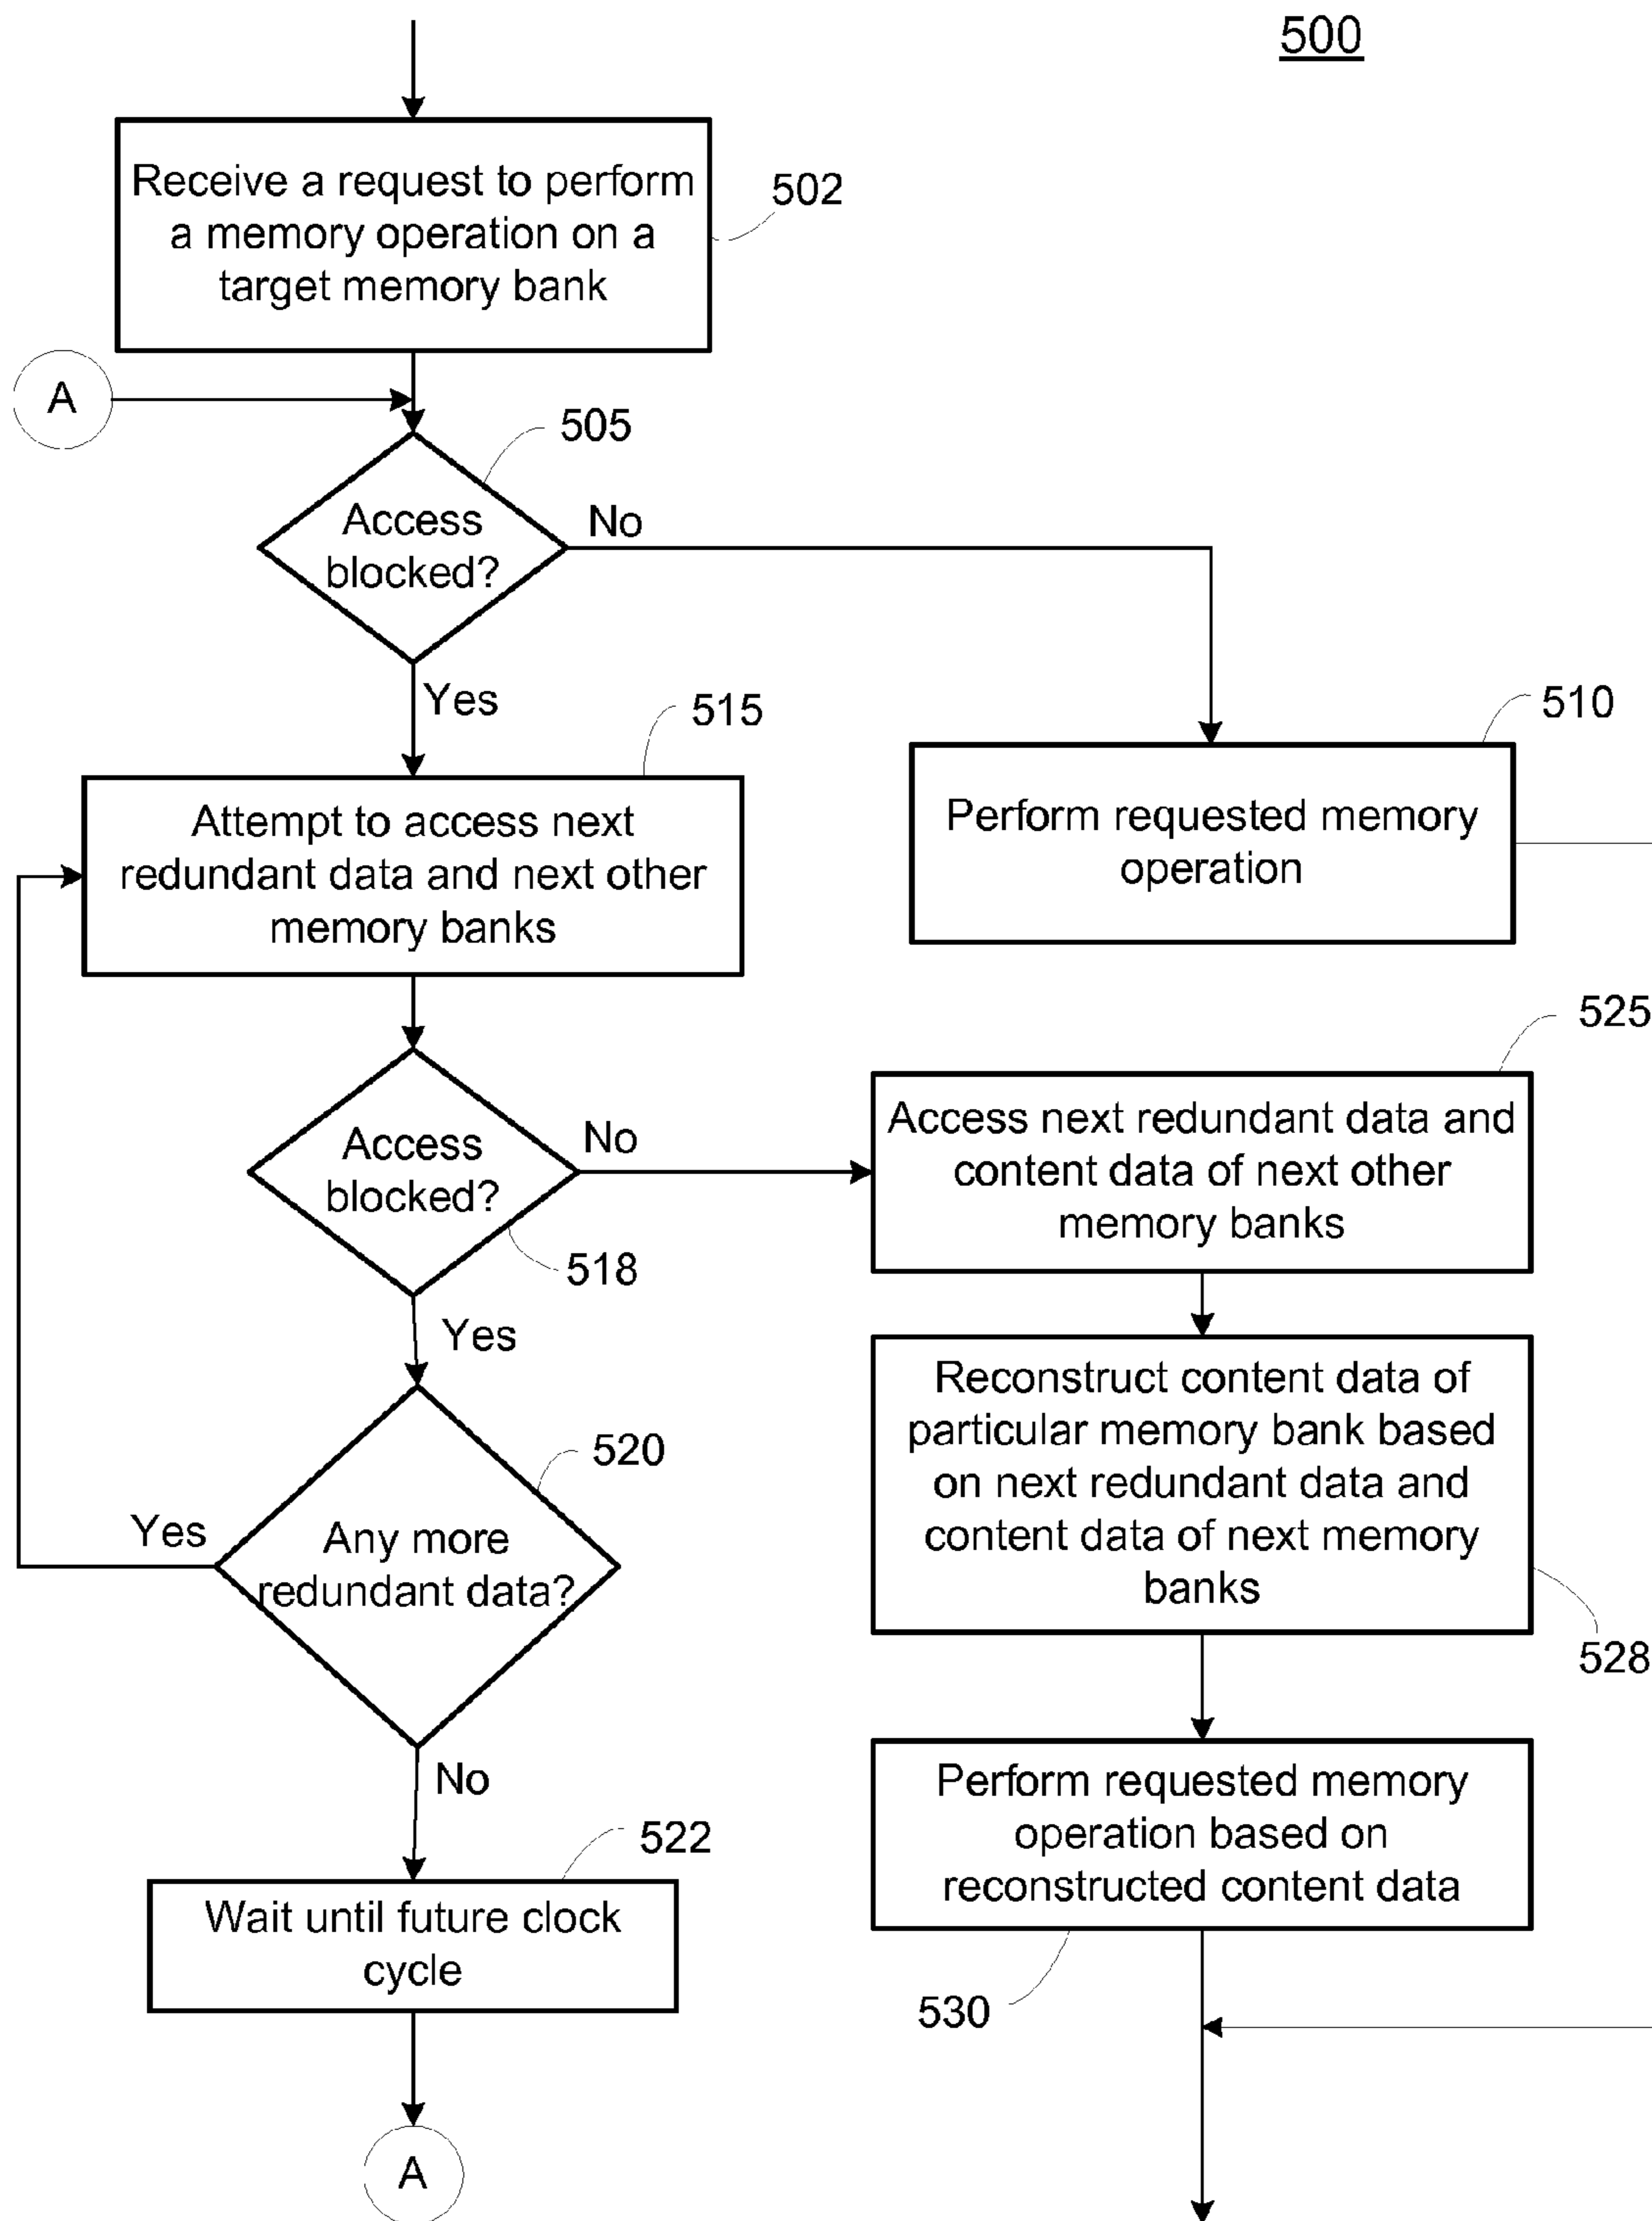 500
Receive a request to perform
a memory operation on a
target memory bank
502
A
505
Access
blocked?
No
Yes
515
510
Attempt to access next
redundant data and next other
memory banks
Perform requested memory
operation
525
Access
blocked?
No
Access next redundant data and
content data of next other
memory banks
518
Yes
Reconstruct content data of
particular memory bank based
on next redundant data and
content data of next memory
banks
520
Yes
Any more
redundant data?
528
No
Perform requested memory
operation based on
reconstructed content data
522
Wait until future clock
cycle
530
A